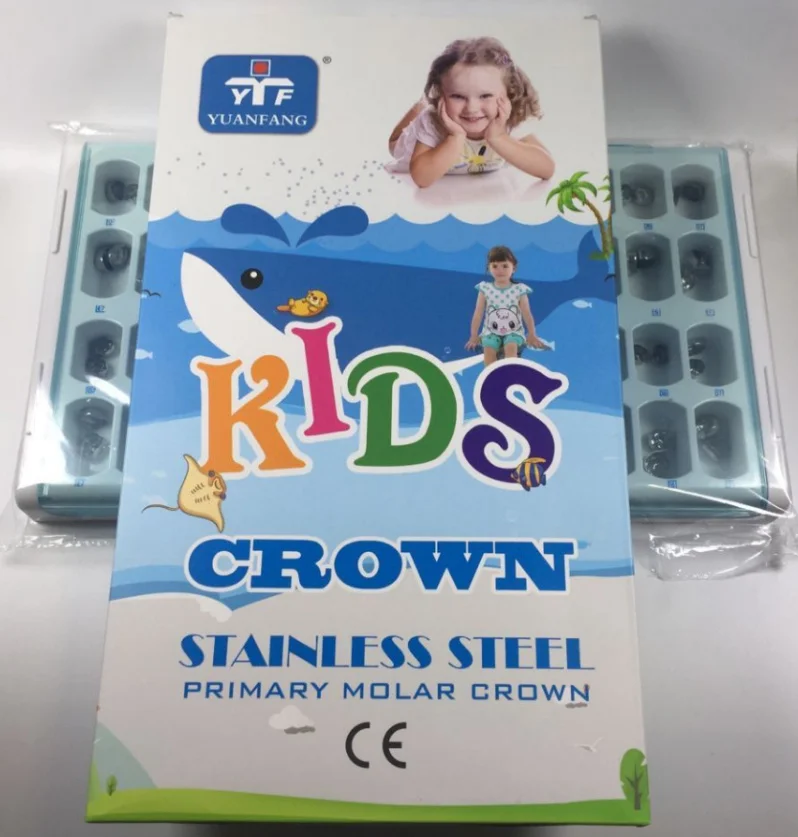 YTF
®
YUANFANG
KIDS
CROWN
STAINLESS STEEL
PRIMARY MOLAR CROWN
CE